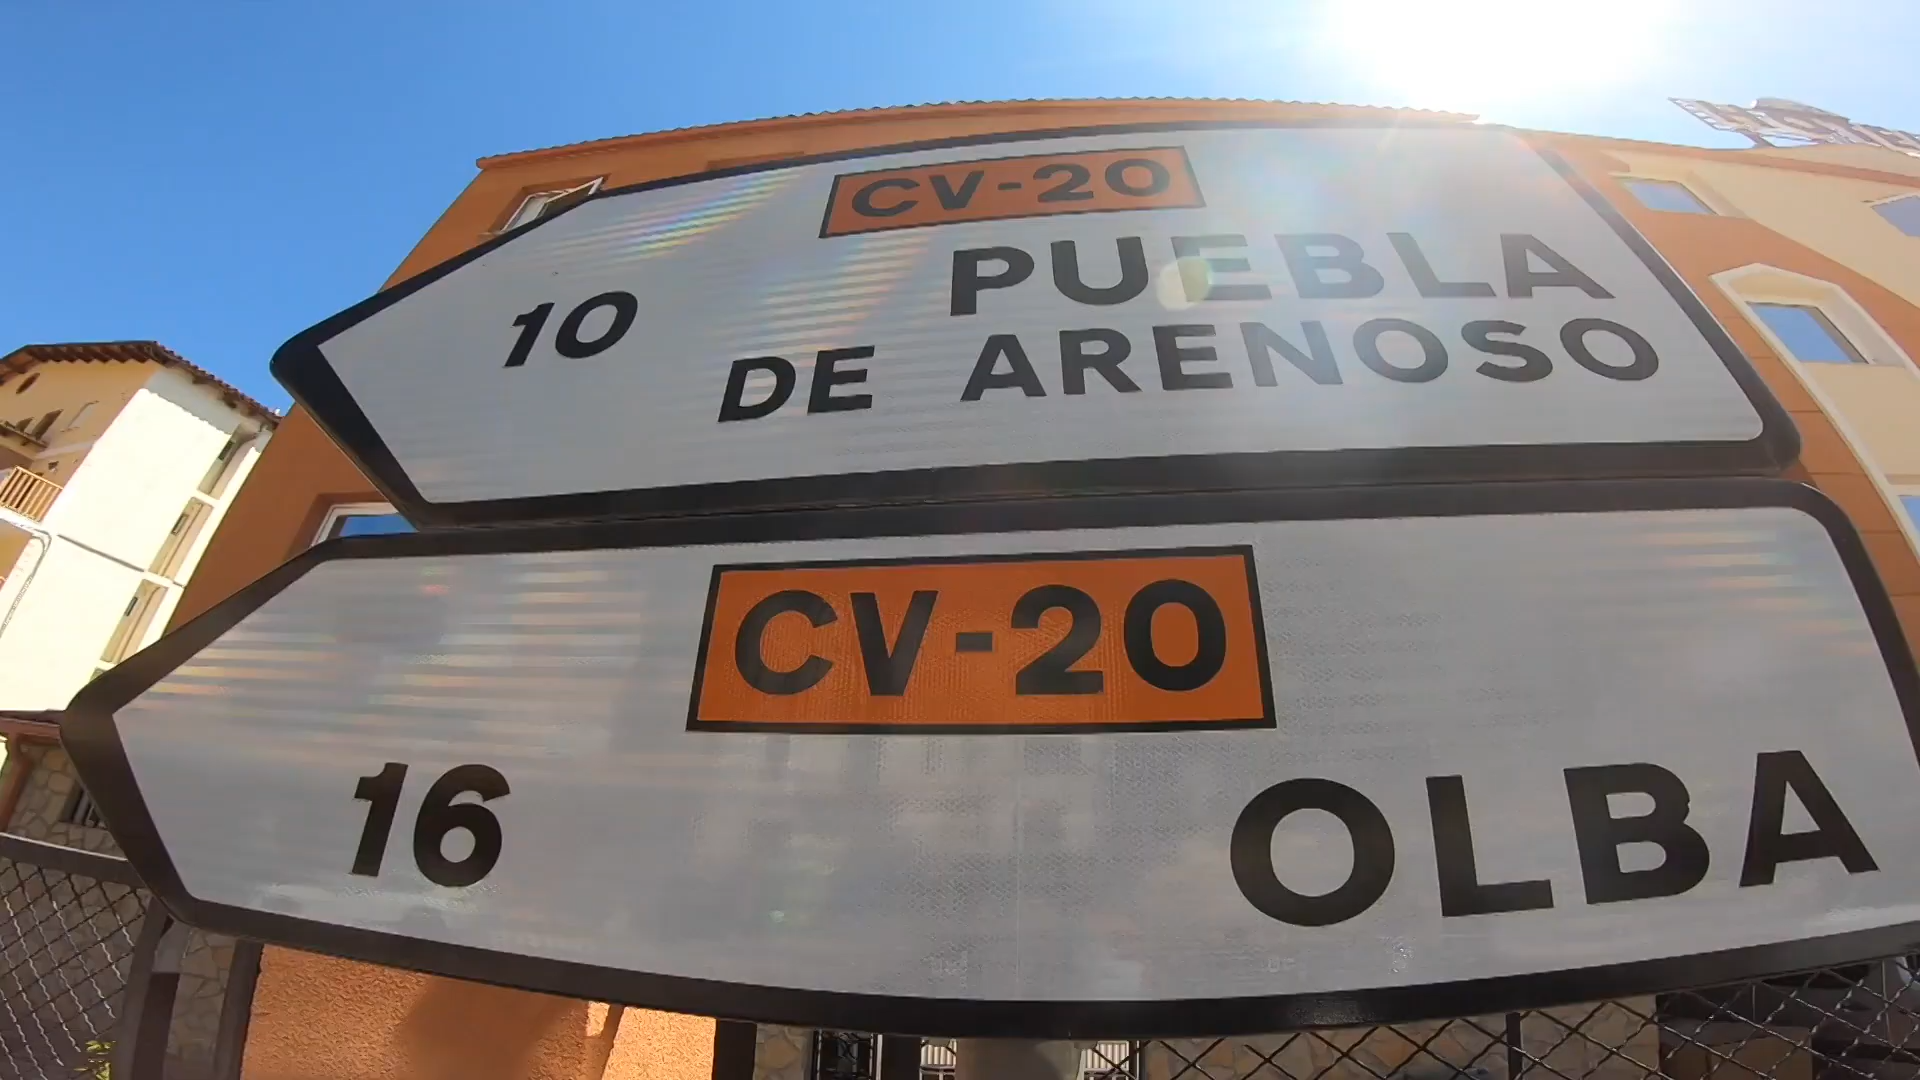 CV-20
PUEBLA
10
DE ARENOSO
CV-20
16 OLBA